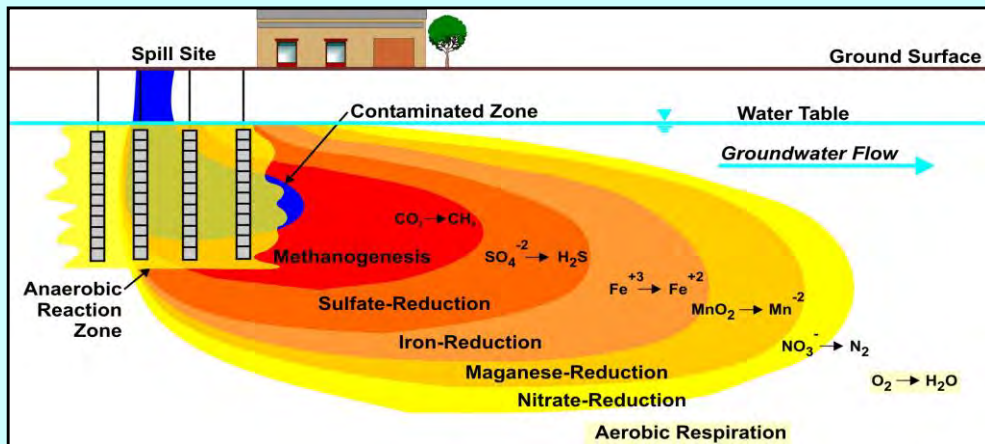 Spill Site
Ground Surface
Contaminated Zone
Water Table
Groundwater Flow
CO₂ → CH₄
Methanogenesis
SO₄⁻² → H₂S
Anaerobic
Reaction
Zone
Sulfate-Reduction
Fe⁺³ → Fe⁺²
MnO₂ → Mn⁻²
Iron-Reduction
NO₃⁻ → N₂
Maganese-Reduction
O₂ → H₂O
Nitrate-Reduction
Aerobic Respiration